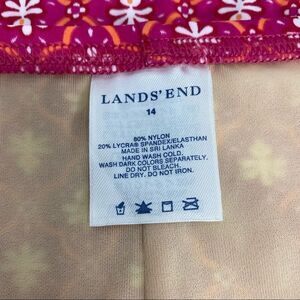 LANDS' END
14
80% NYLON
20% LYCRA® SPANDEX/ELASTHAN
MADE IN SRI LANKA
HAND WASH COLD.
WASH DARK COLORS SEPARATELY.
DO NOT BLEACH.
LINE DRY. DO NOT IRON.